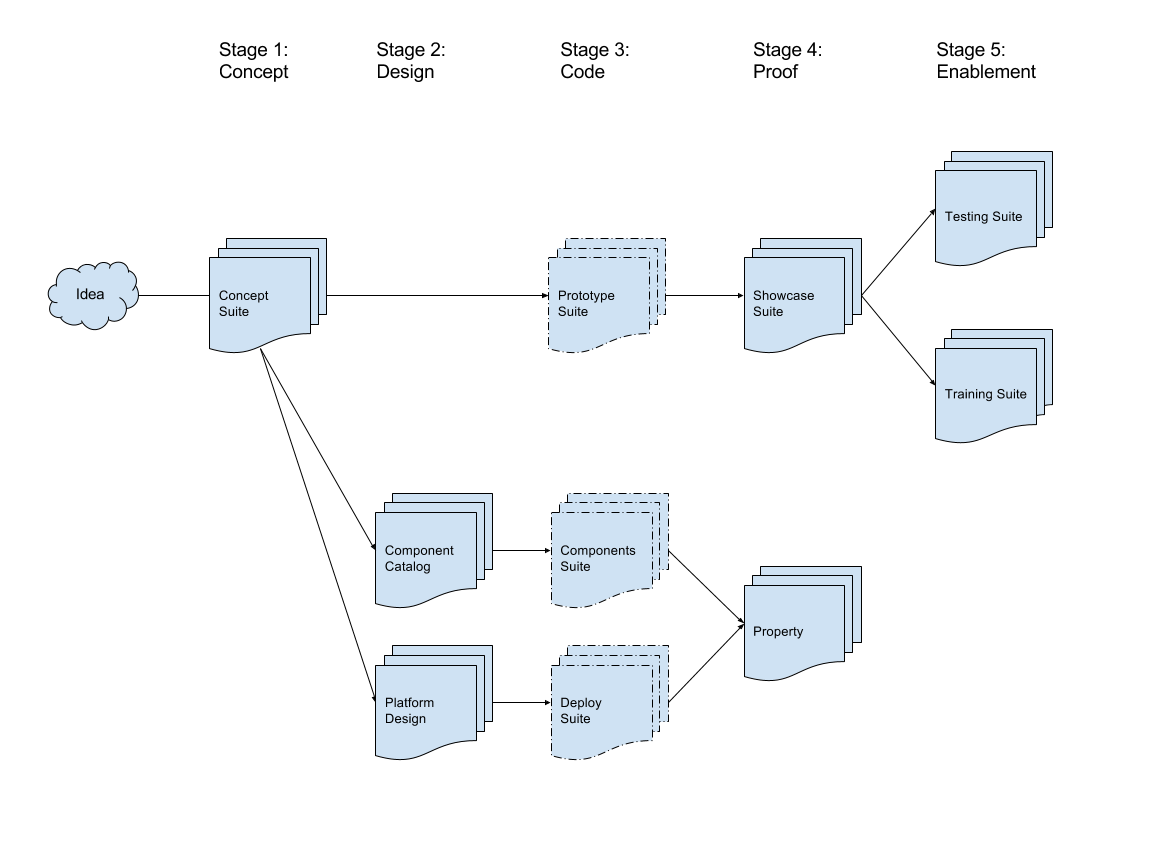 Stage 1:
Concept
Stage 2:
Design
Stage 3:
Code
Stage 4:
Proof
Stage 5:
Enablement
Idea
Concept
Suite
Prototype
Suite
Showcase
Suite
Testing Suite
Training Suite
Component
Catalog
Components
Suite
Property
Platform
Design
Deploy
Suite